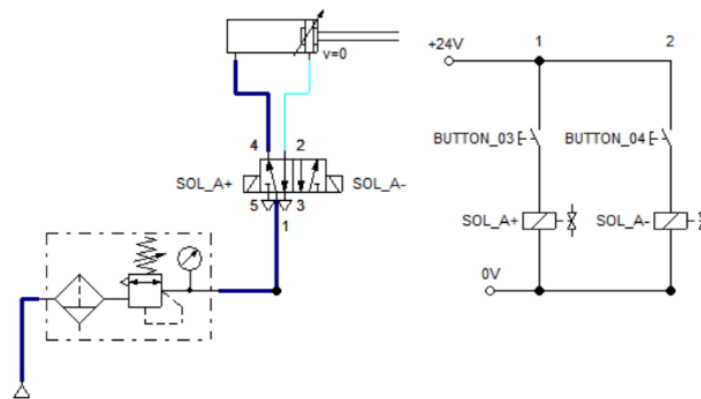 v=0
+24V
1
2
4
2
BUTTON_03
BUTTON_04
SOL_A+
SOL_A-
5
3
1
SOL_A+
SOL_A-
0V